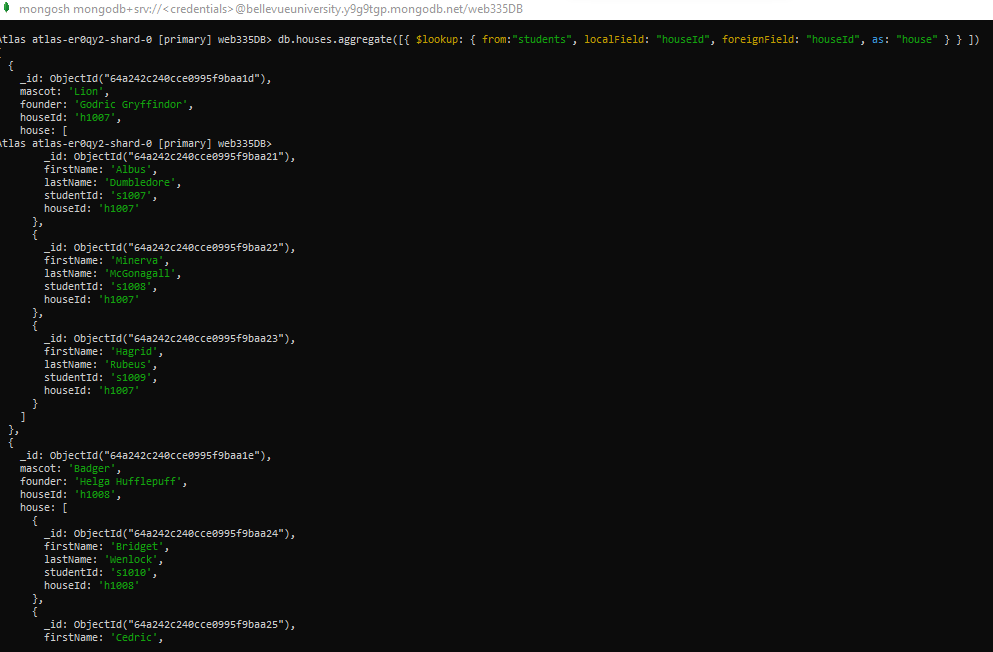 mongosh mongodb+srv://<credentials>@bellevueuniversity.y9g9tgp.mongodb.net/web335DB
Atlas atlas-er0qy2-shard-0 [primary] web335DB> db.houses.aggregate([{ $lookup: { from:"students", localField: "houseId", foreignField: "houseId", as: "house" } } ])
[
  {
    _id: ObjectId("64a242c240cce0995f9baa1d"),
    mascot: 'Lion',
    founder: 'Godric Gryffindor',
    houseId: 'h1007',
    house: [
Atlas atlas-er0qy2-shard-0 [primary] web335DB>
        _id: ObjectId("64a242c240cce0995f9baa21"),
        firstName: 'Albus',
        lastName: 'Dumbledore',
        studentId: 's1007',
        houseId: 'h1007'
      },
      {
        _id: ObjectId("64a242c240cce0995f9baa22"),
        firstName: 'Minerva',
        lastName: 'McGonagall',
        studentId: 's1008',
        houseId: 'h1007'
      },
      {
        _id: ObjectId("64a242c240cce0995f9baa23"),
        firstName: 'Hagrid',
        lastName: 'Rubeus',
        studentId: 's1009',
        houseId: 'h1007'
      }
    ]
  },
  {
    _id: ObjectId("64a242c240cce0995f9baa1e"),
    mascot: 'Badger',
    founder: 'Helga Hufflepuff',
    houseId: 'h1008',
    house: [
      {
        _id: ObjectId("64a242c240cce0995f9baa24"),
        firstName: 'Bridget',
        lastName: 'Wenlock',
        studentId: 's1010',
        houseId: 'h1008'
      },
      {
        _id: ObjectId("64a242c240cce0995f9baa25"),
        firstName: 'Cedric',